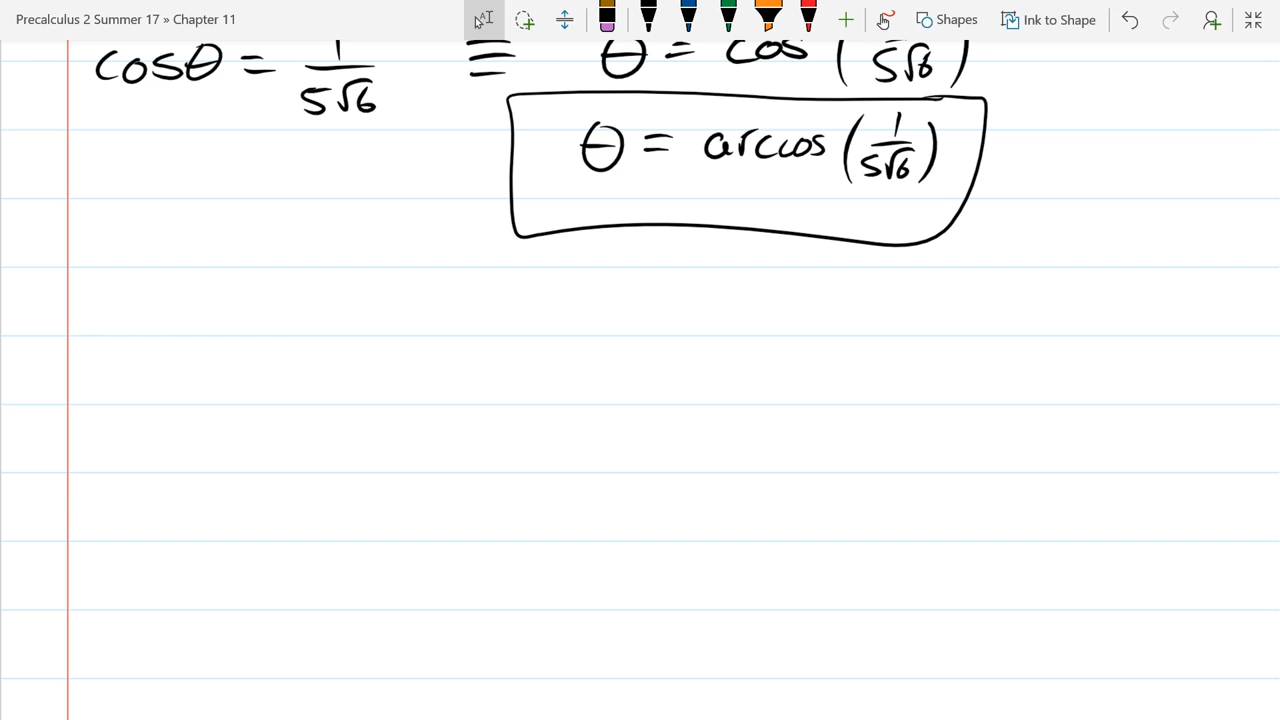 Precalculus 2 Summer 17 » Chapter 11
Shapes
Ink to Shape
cosθ = 1/(5√6) ≡ θ = cos (1/(5√6))
θ = arccos (1/(5√6))